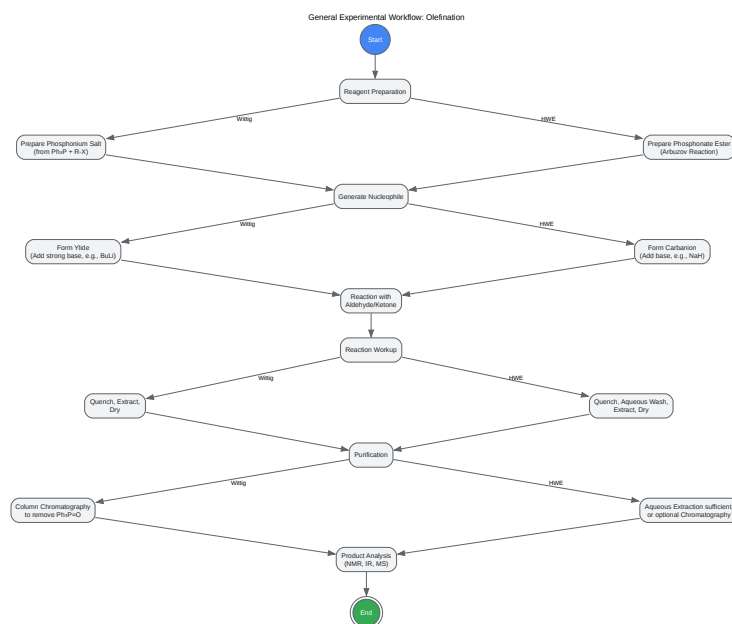 General Experimental Workflow: Olefination
Start
Reagent Preparation
Wittig
HWE
Prepare Phosphonium Salt
(from Ph₃P + R-X)
Prepare Phosphonate Ester
(Arbuzov Reaction)
Generate Nucleophile
Wittig
HWE
Form Ylide
(Add strong base, e.g., BuLi)
Form Carbanion
(Add base, e.g., NaH)
Reaction with
Aldehyde/Ketone
Reaction Workup
Wittig
HWE
Quench, Extract,
Dry
Quench, Aqueous Wash,
Extract, Dry
Purification
Wittig
HWE
Column Chromatography
to remove Ph₃P=O
Aqueous Extraction sufficient,
or optional Chromatography
Product Analysis
(NMR, IR, MS)
End